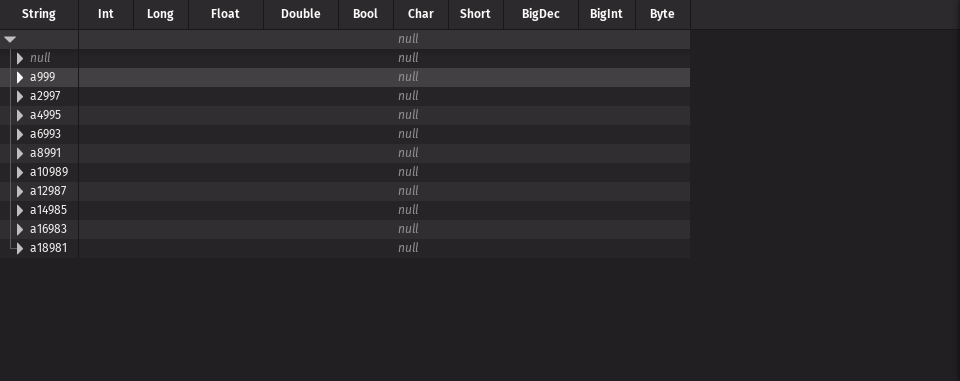 String Int Long Float Double Bool Char Short BigDec BigInt Byte
null
null null
a999 null
a2997 null
a4995 null
a6993 null
a8991 null
a10989 null
a12987 null
a14985 null
a16983 null
a18981 null